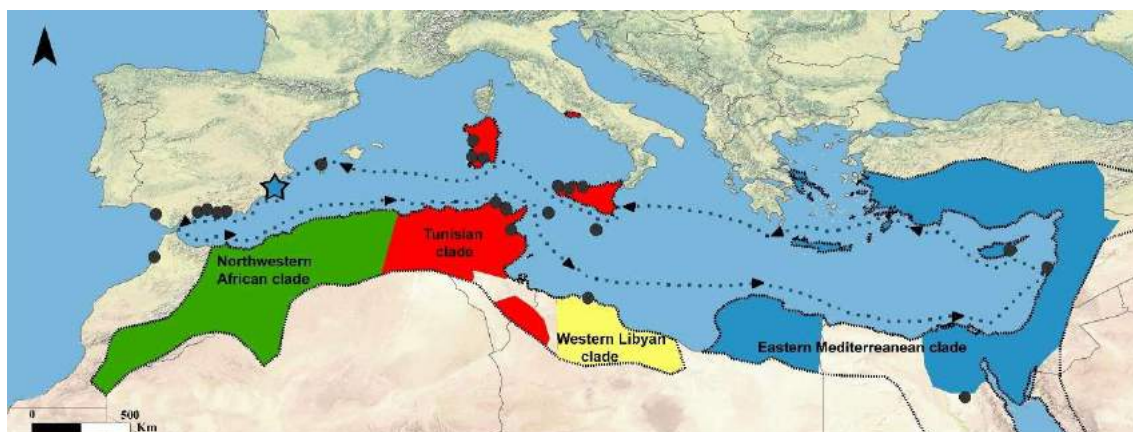 Tunisian
clade
Northwestern
African clade
Western Libyan
clade
Eastern Mediterreanean clade
0 500
Km